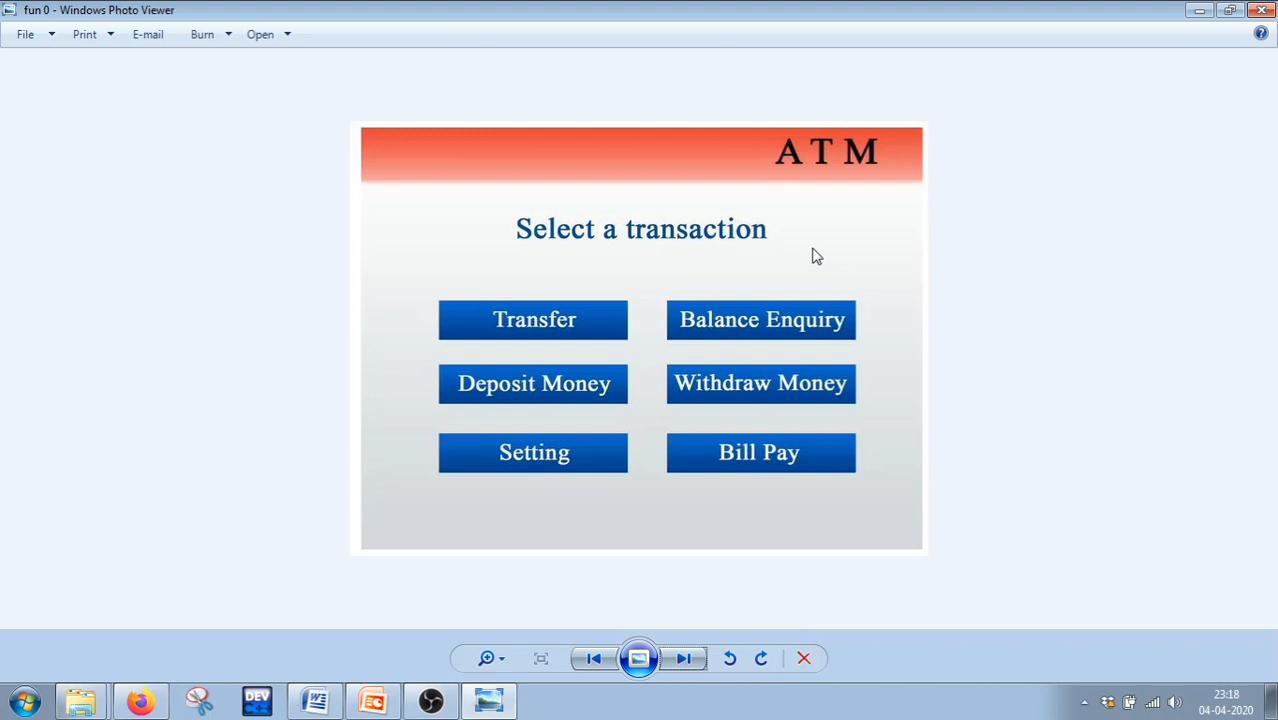 fun 0 - Windows Photo Viewer
File Print E-mail Burn Open
A T M
Select a transaction
Transfer Balance Enquiry
Deposit Money Withdraw Money
Setting Bill Pay
DEV
23:18
04-04-2020